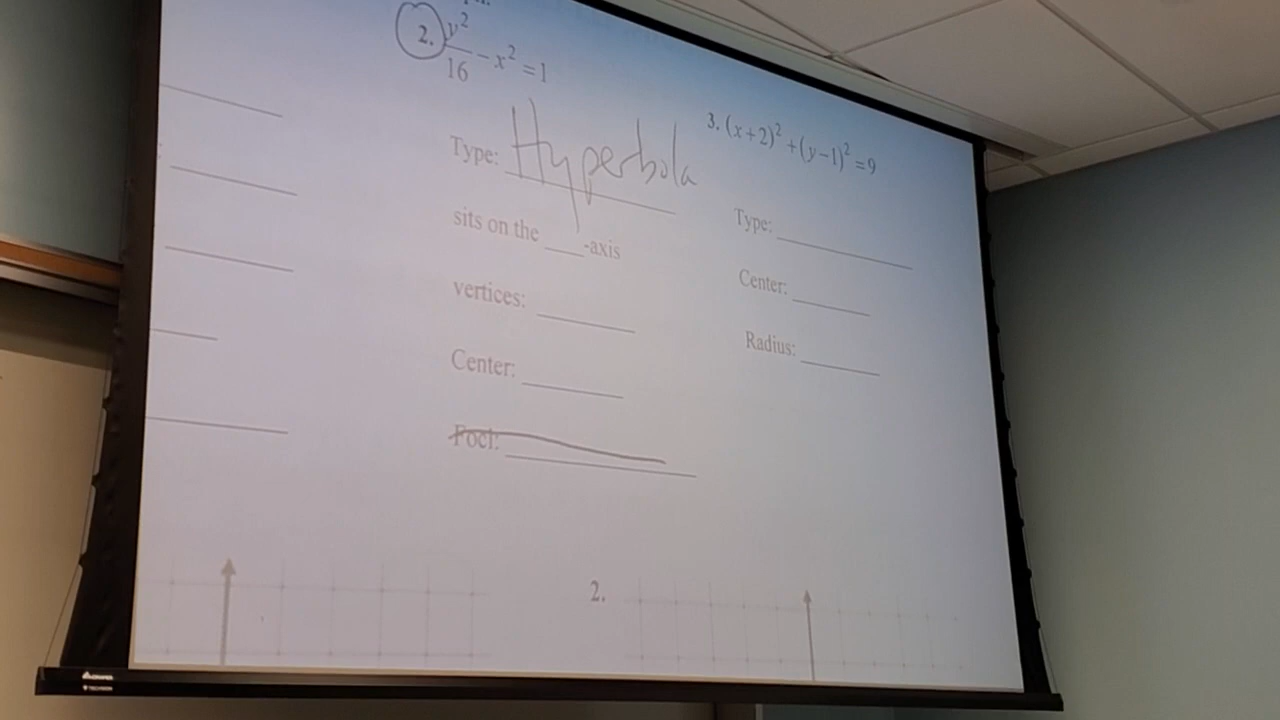 2. y²/16 - x² = 1
Type: Hyperbola
sits on the ___-axis
vertices: ______
Center: ______
Foci: ______
3. (x+2)² + (y-1)² = 9
Type: ______
Center: ______
Radius: ______
2.